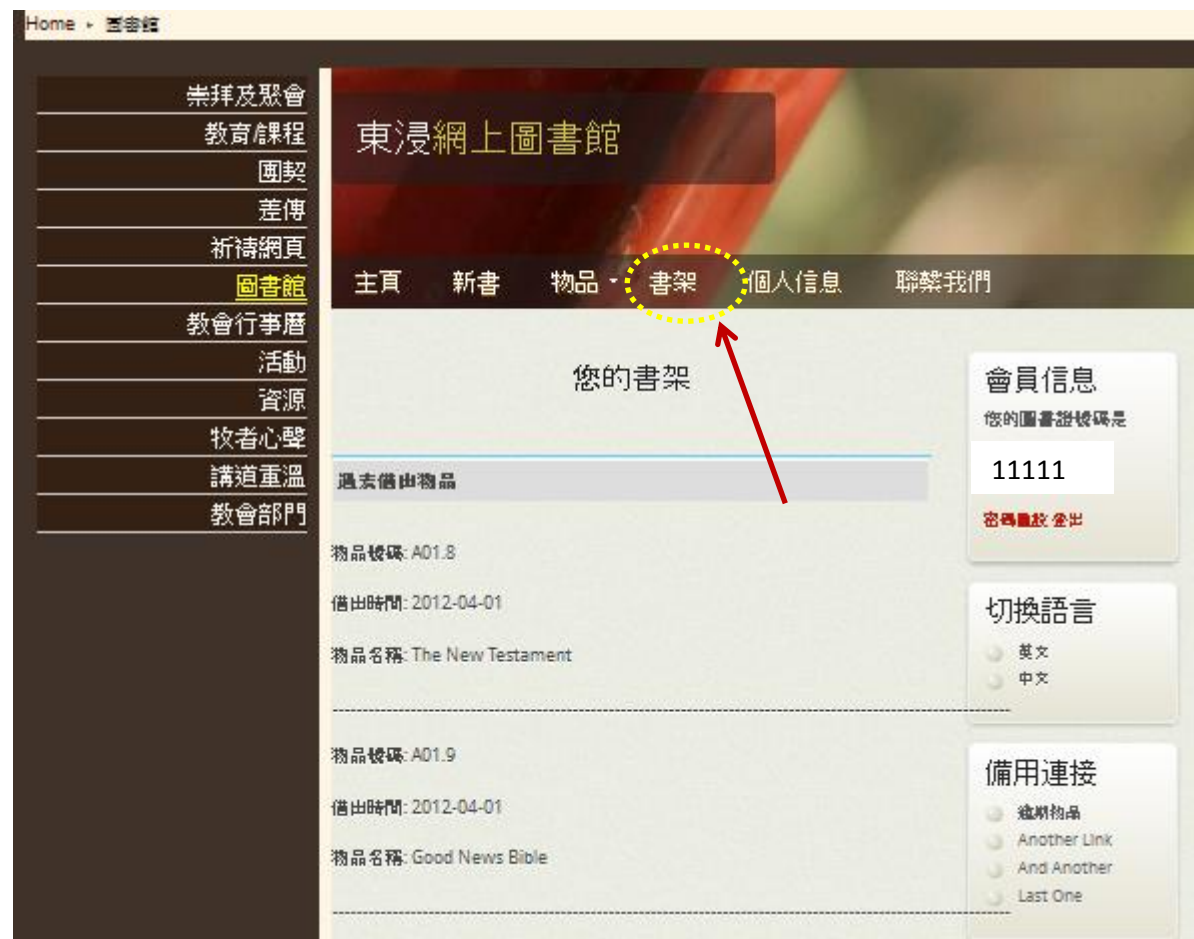 Home ▸ 圖書館
崇拜及聚會
教育/課程
團契
差傳
祈禱網頁
圖書館
教會行事曆
活動
資源
牧者心聲
講道重溫
教會部門
東浸網上圖書館
主頁 新書 物品 書架 個人信息 聯繫我們
您的書架
過去借出物品
物品號碼: A01.8
借出時間: 2012-04-01
物品名稱: The New Testament
物品號碼: A01.9
借出時間: 2012-04-01
物品名稱: Good News Bible
會員信息
您的圖書證號碼是
11111
密碼重設 登出
切換語言
英文
中文
備用連接
逾期物品
Another Link
And Another
Last One